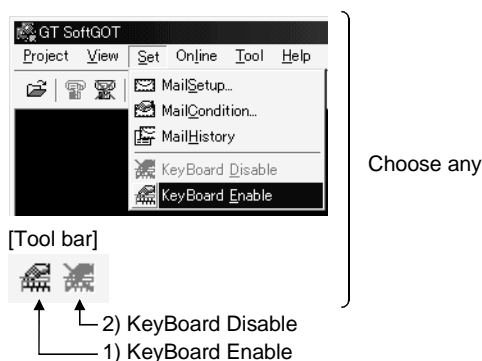 GT SoftGOT
Project View Set Online Tool Help
MailSetup...
MailCondition...
MailHistory
KeyBoard Disable
KeyBoard Enable
Choose any
[Tool bar]
2) KeyBoard Disable
1) KeyBoard Enable